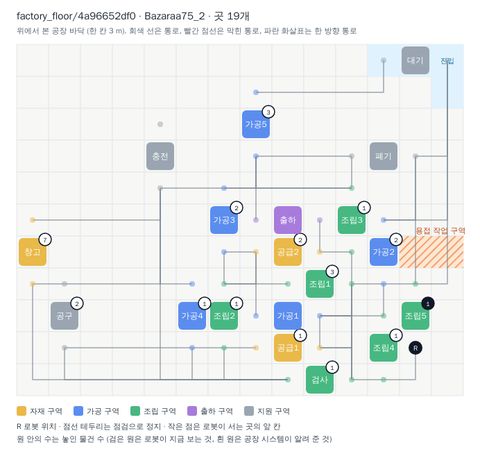 factory_floor/4a96652df0 · Bazaraa75_2 · 곳 19개
위에서 본 공장 바닥 (한 칸 3 m). 회색 선은 통로, 빨간 점선은 막힌 통로, 파란 화살표는 한 방향 통로
대기
진입
3
가공5
충전
폐기
2
가공3
출하
1
조립3
용접 작업 구역
7
창고
2
공급2
2
가공2
3
조립1
2
공구
1
가공4
1
조립2
가공1
1
조립5
1
공급1
1
조립4
R
1
검사
자재 구역
가공 구역
조립 구역
출하 구역
지원 구역
R 로봇 위치 · 점선 테두리는 점검으로 정지 · 작은 점은 로봇이 서는 곳의 앞 칸
원 안의 수는 놓인 물건 수 (검은 원은 로봇이 지금 보는 것, 흰 원은 공장 시스템이 알려 준 것)